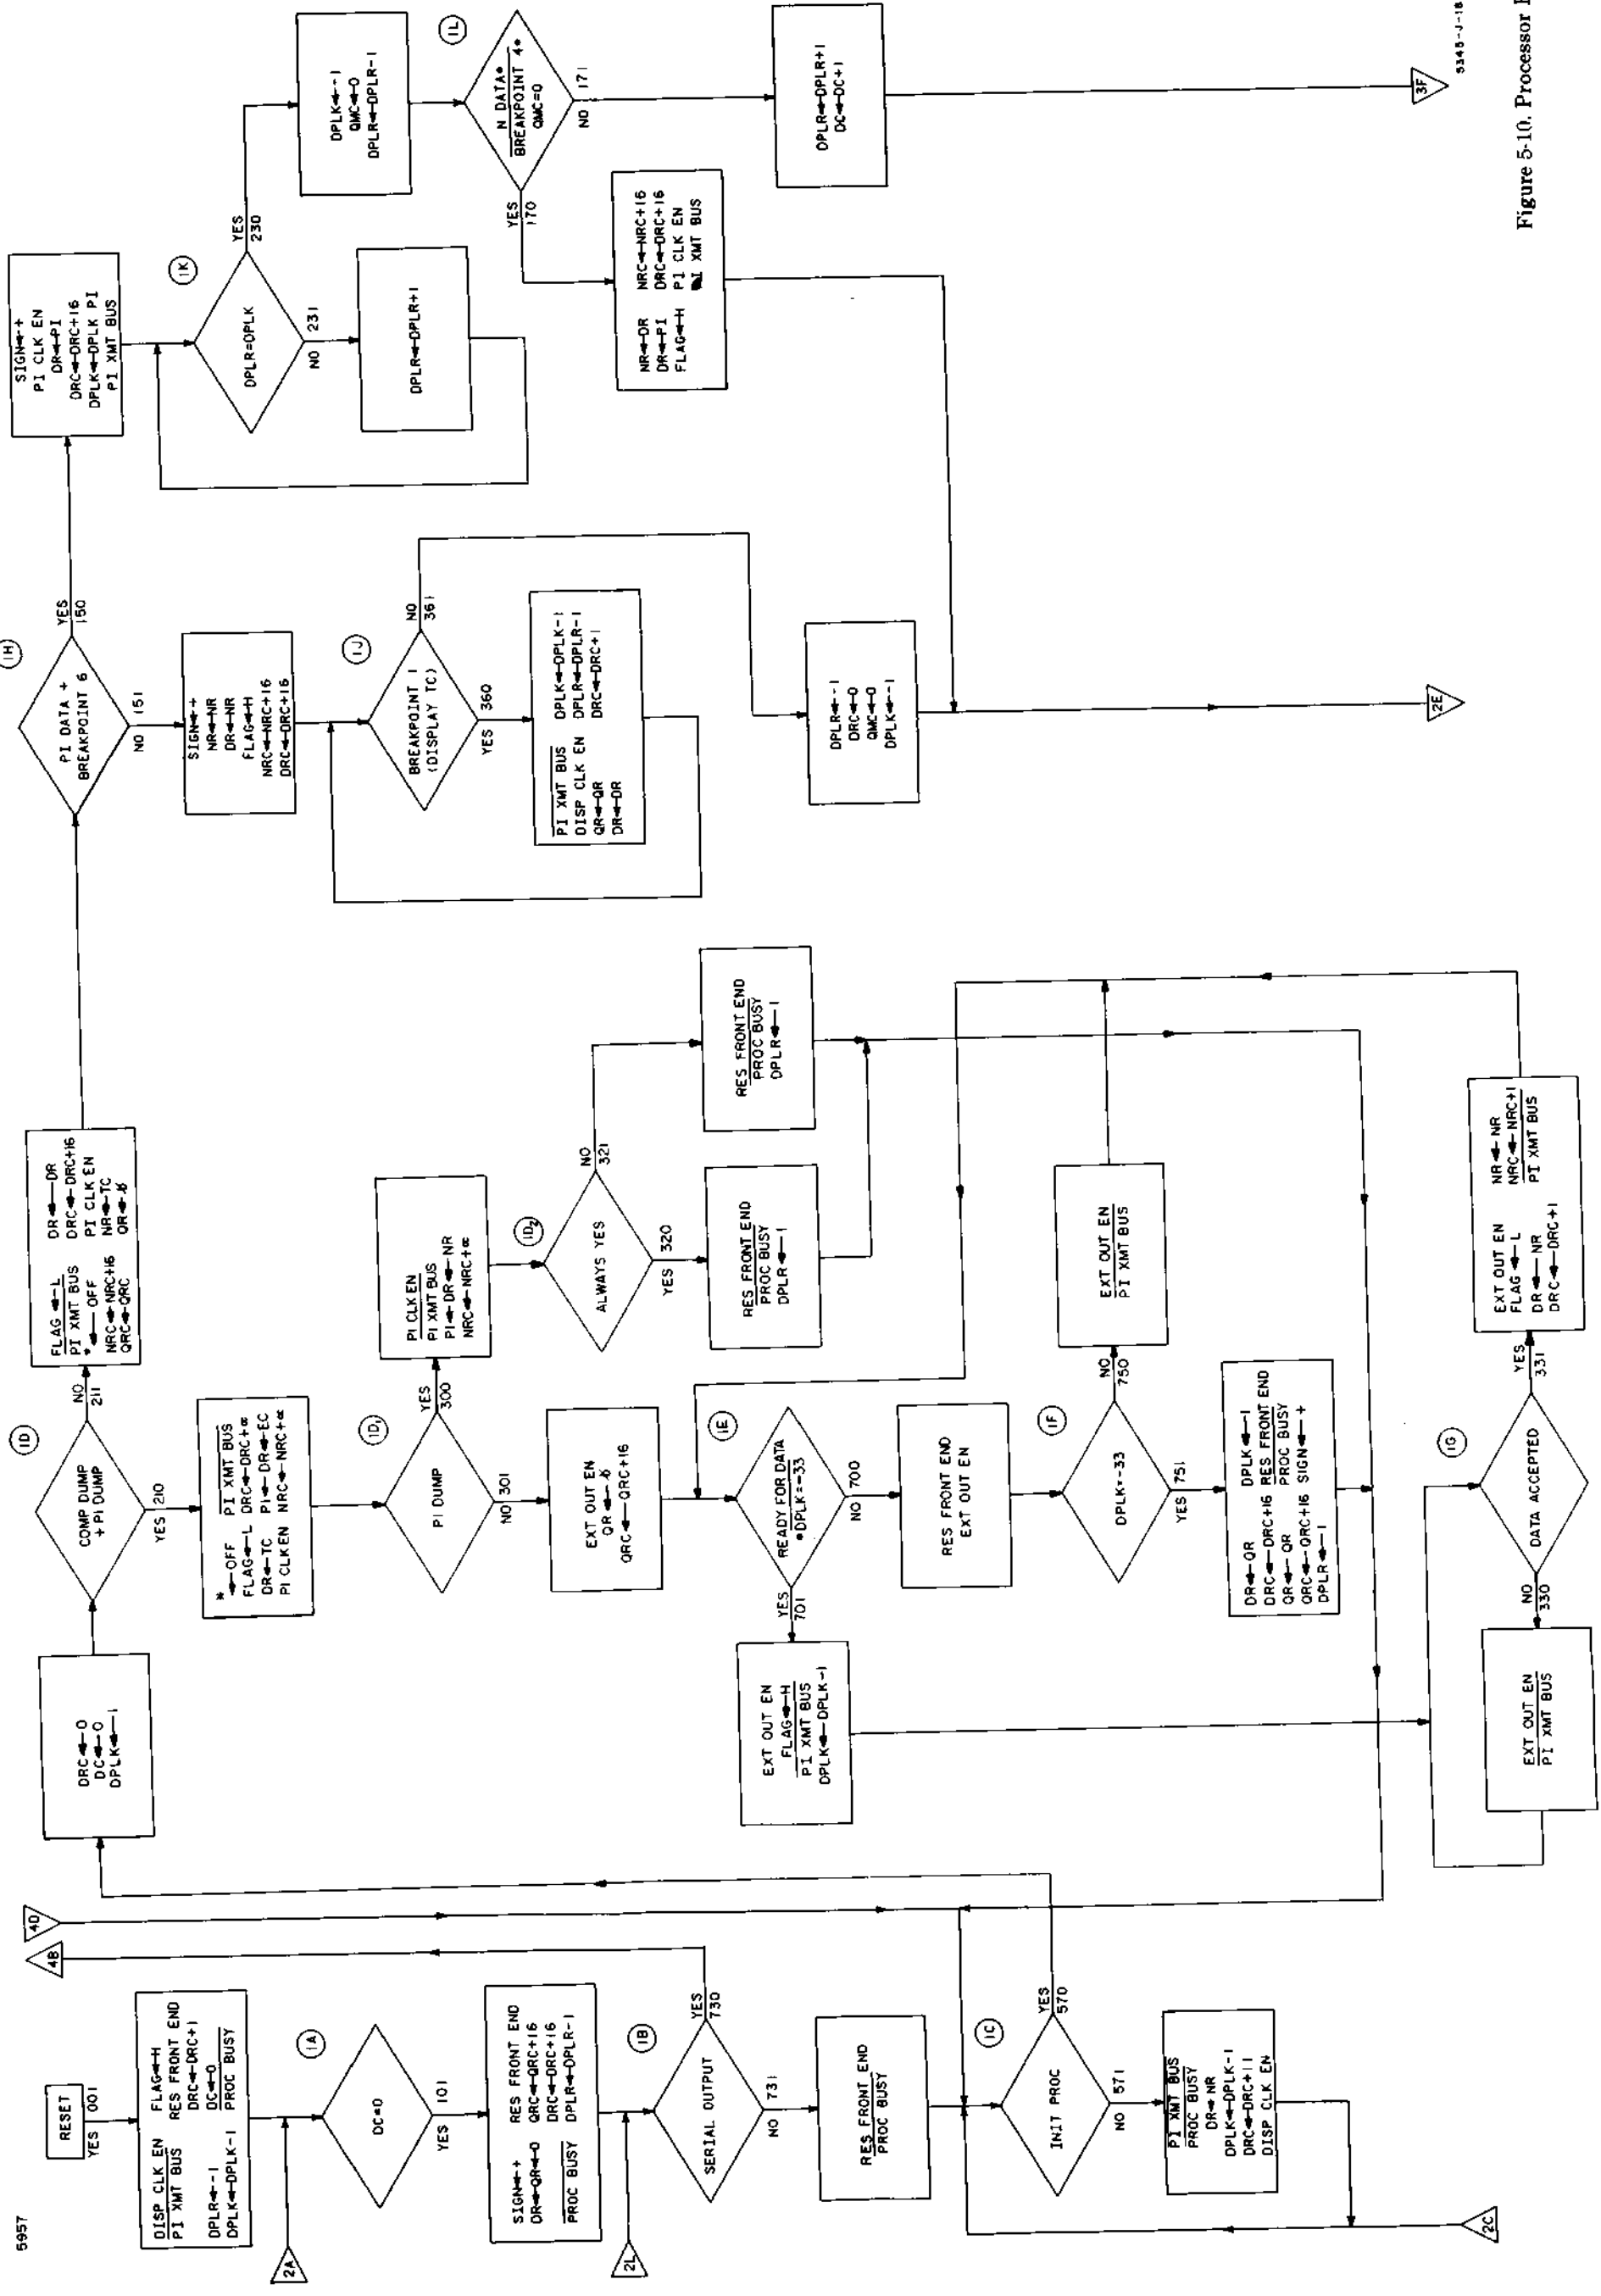 5957
RESET
YES
001
DISP CLK EN
PI XMT BUS
DPLR←-1
DPLK←DPLK-1
FLAG←H
RES FRONT END
DRC←DRC+1
DC←0
PROC BUSY
2A
1A
DC=0
YES
101
SIGN←+
DR←QR←0
PROC BUSY
RES FRONT END
QRC←QRC+16
DRC←DRC+16
DPLR←DPLR-1
2L
1B
SERIAL OUTPUT
YES
730
NO
731
4B
4D
RES FRONT END
PROC BUSY
1C
INIT PROC
YES
570
NO
571
PI XMT BUS
PROC BUSY
DR←NR
DPLK←DPLK-1
DRC←DRC+11
DISP CLK EN
2C
DRC←0
DC←0
DPLK←-1
1D
COMP DUMP
+ PI DUMP
NO
211
YES
210
FLAG←L
PI XMT BUS
*←OFF
NRC←NRC+16
QRC←QRC
DR←DR
DRC←DRC+16
PI CLK EN
NR←TC
QR←ɸ
*←OFF
FLAG←L
DR←TC
PI CLKEN
PI XMT BUS
DRC←DRC+α
PI←DR←EC
NRC←NRC+α
1D₁
PI DUMP
YES
300
NO
301
PI CLK EN
PI XMT BUS
PI←DR←NR
NRC←NRC+α
1D₂
ALWAYS YES
NO
321
YES
320
RES FRONT END
PROC BUSY
DPLR←-1
RES FRONT END
PROC BUSY
DPLR←-1
EXT OUT EN
QR←ɸ
QRC←QRC+16
1E
READY FOR DATA
•DPLK=-33
YES
701
NO
700
EXT OUT EN
FLAG←H
PI XMT BUS
DPLK←DPLK-1
RES FRONT END
EXT OUT EN
1F
DPLK=-33
NO
750
YES
751
EXT OUT EN
PI XMT BUS
DR←QR
DRC←DRC+16
QR←QR
QRC←QRC+16
DPLR←-1
DPLK←-1
RES FRONT END
PROC BUSY
SIGN←+
1G
DATA ACCEPTED
YES
331
NO
330
EXT OUT EN
PI XMT BUS
EXT OUT EN
FLAG←L
DR←NR
DRC←DRC+1
NR←NR
NRC←NRC+1
PI XMT BUS
1H
PI DATA +
BREAKPOINT 6
YES
150
NO
151
SIGN←+
NR←NR
DR←NR
FLAG←H
NRC←NRC+16
DRC←DRC+16
1J
BREAKPOINT 1
(DISPLAY TC)
NO
361
YES
360
PI XMT BUS
DISP CLK EN
QR←QR
DR←DR
DPLK←DPLK-1
DPLR←DPLR-1
DRC←DRC+1
DPLR←-1
DRC←0
QMC←0
DPLK←-1
2E
SIGN←+
PI CLK EN
DR←PI
DRC←DRC+16
DPLK←DPLK PI
PI XMT BUS
1K
DPLR=DPLK
YES
230
NO
231
DPLR←DPLR+1
DPLK←-1
QMC←0
DPLR←DPLR-1
1L
N DATA•
BREAKPOINT 4•
QMC=0
YES
170
NO
171
NR←DR
DR←PI
FLAG←H
NRC←NRC+16
DRC←DRC+16
PI CLK EN
PI XMT BUS
DPLR←DPLR+1
DC←DC+1
3F
5345-J-18
Figure 5-10. Processor